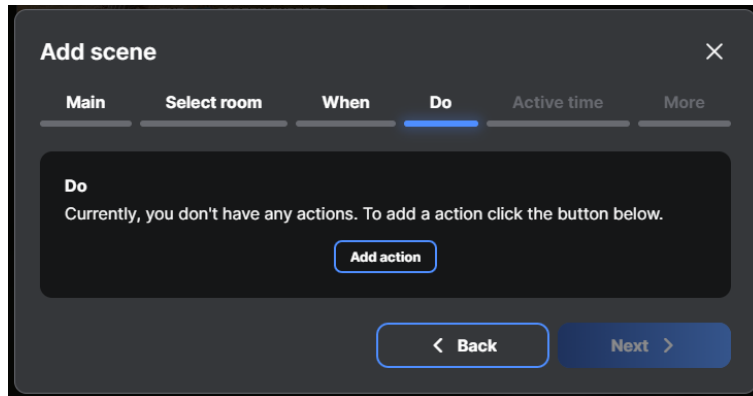 Add scene
Main Select room When Do Active time More
Do
Currently, you don't have any actions. To add a action click the button below.
Add action
Back Next